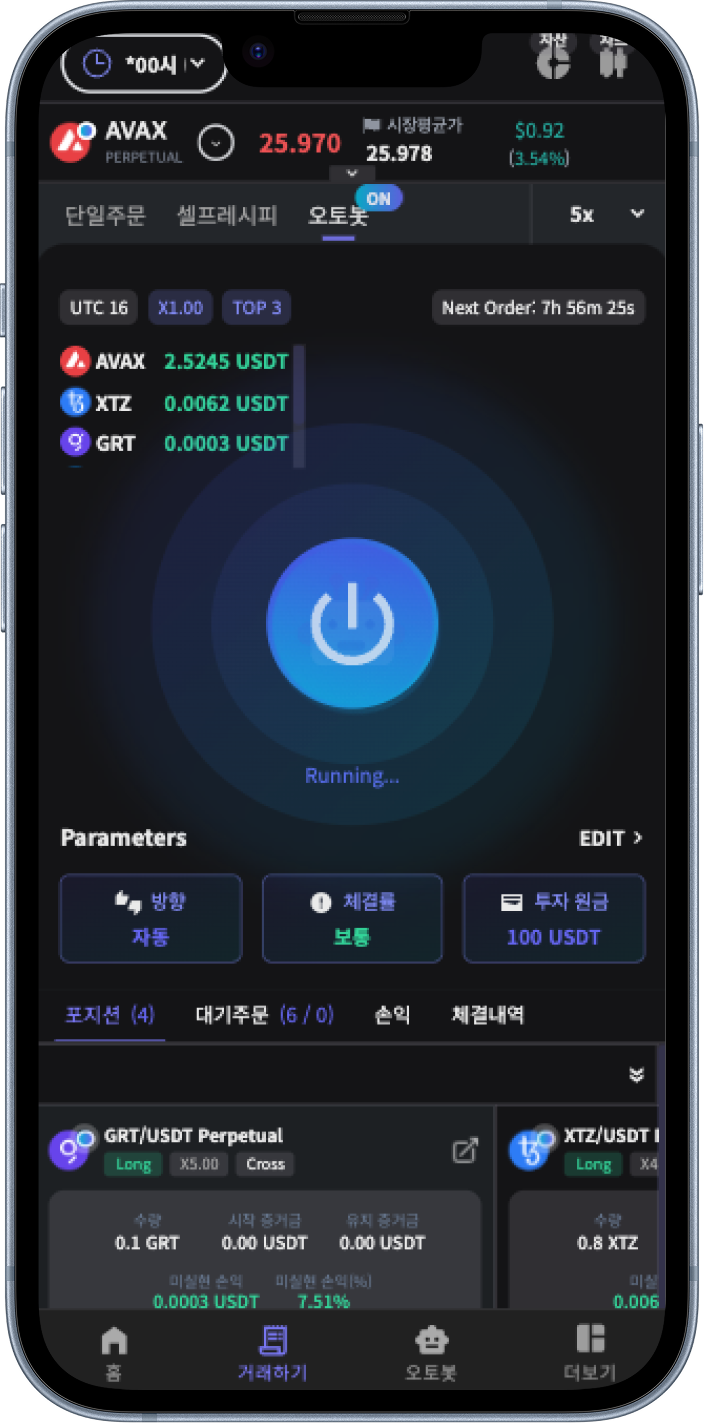 자산
*00시
AVAX
PERPETUAL
25.970
시장평균가
25.978
$0.92
(3.54%)
단일주문 셀프레시피 오토봇 ON 5x
UTC 16 X1.00 TOP 3 Next Order: 7h 56m 25s
AVAX 2.5245 USDT
XTZ 0.0062 USDT
GRT 0.0003 USDT
Running...
Parameters EDIT >
방향 체결률 투자 원금
자동 보통 100 USDT
포지션 (4) 대기주문 (6 / 0) 손익 체결내역
GRT/USDT Perpetual
Long X5.00 Cross
수량 시작 증거금 유지 증거금
0.1 GRT 0.00 USDT 0.00 USDT
미실현 손익 미실현 손익(%)
0.0003 USDT 7.51%
XTZ/USDT
Long X4
수량
0.8 XTZ
미실
0.006
홈 거래하기 오토봇 더보기